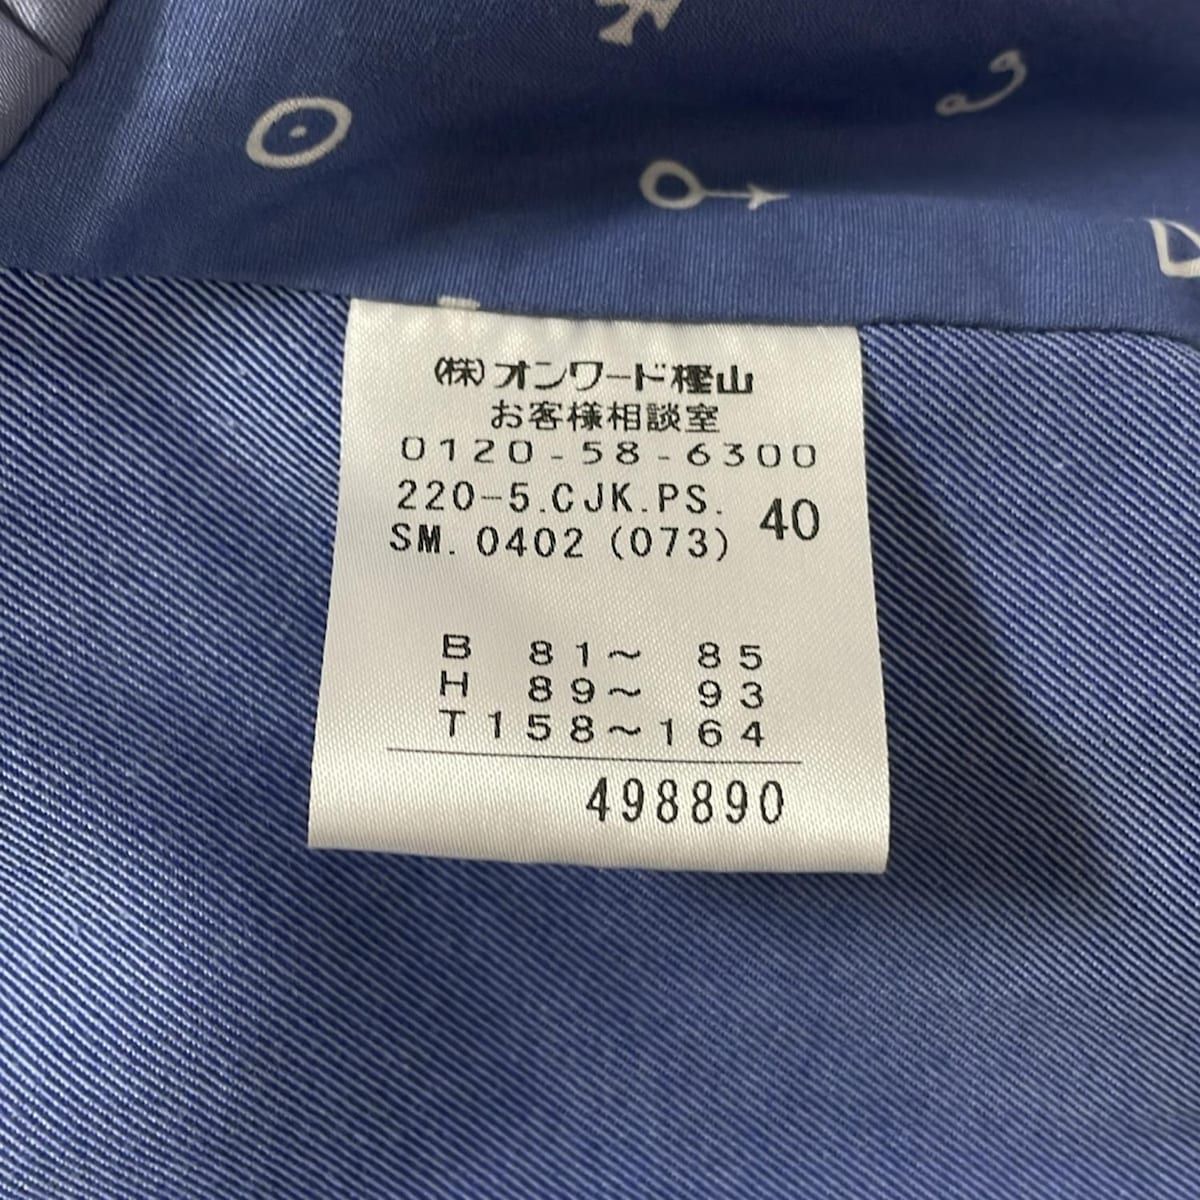 (株)オンワード樫山
お客様相談室
0120-58-6300
220-5.CJK.PS. 40
SM.0402(073)
B 81〜 85
H 89〜 93
T158〜164
498890